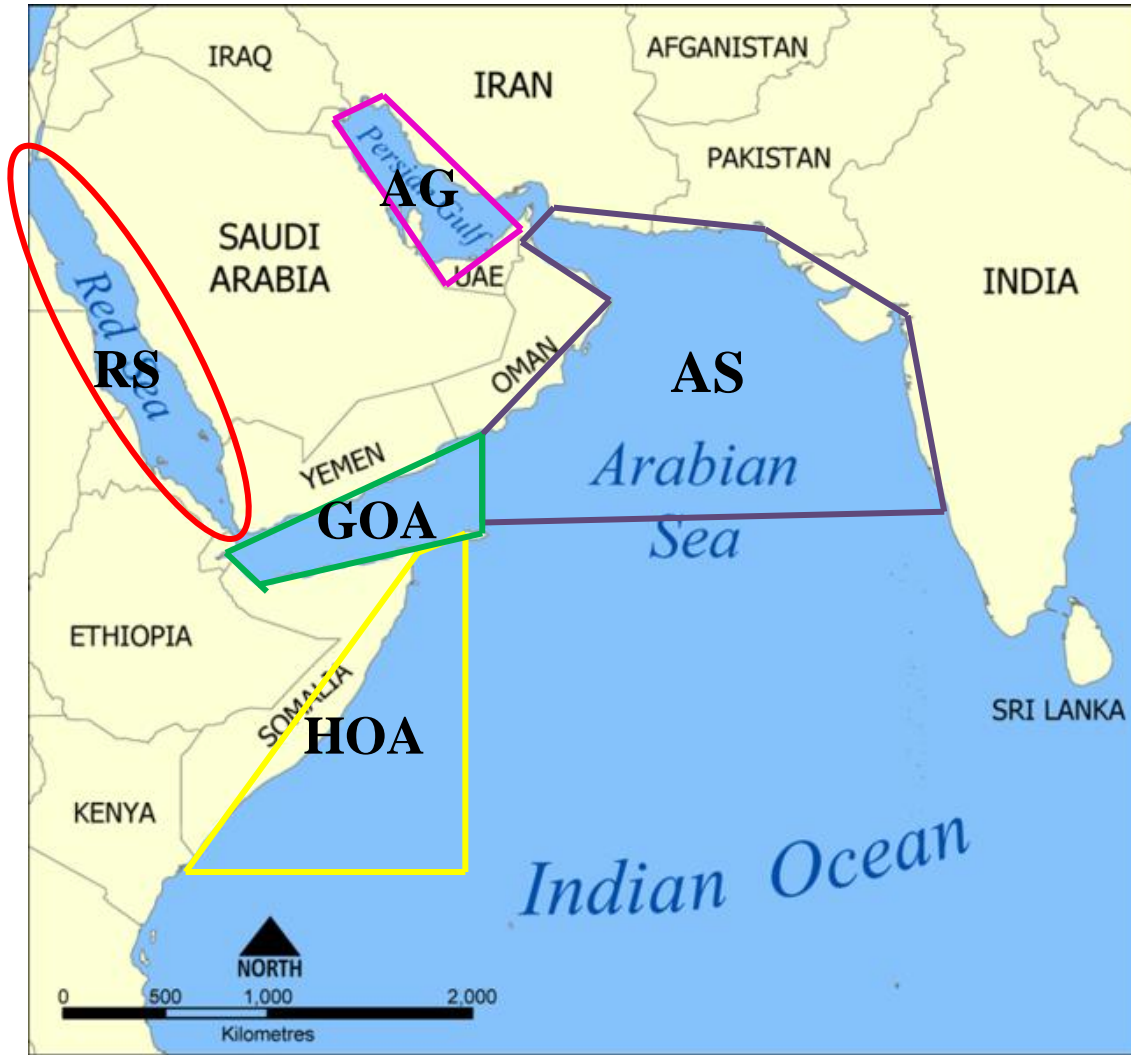 IRAQ
AFGANISTAN
IRAN
PAKISTAN
Persian Gulf
AG
SAUDI
ARABIA
UAE
INDIA
Red Sea
RS
OMAN
AS
YEMEN
Arabian
Sea
GOA
ETHIOPIA
SOMALIA
HOA
SRI LANKA
KENYA
Indian Ocean
NORTH
0 500 1,000 2,000
Kilometres